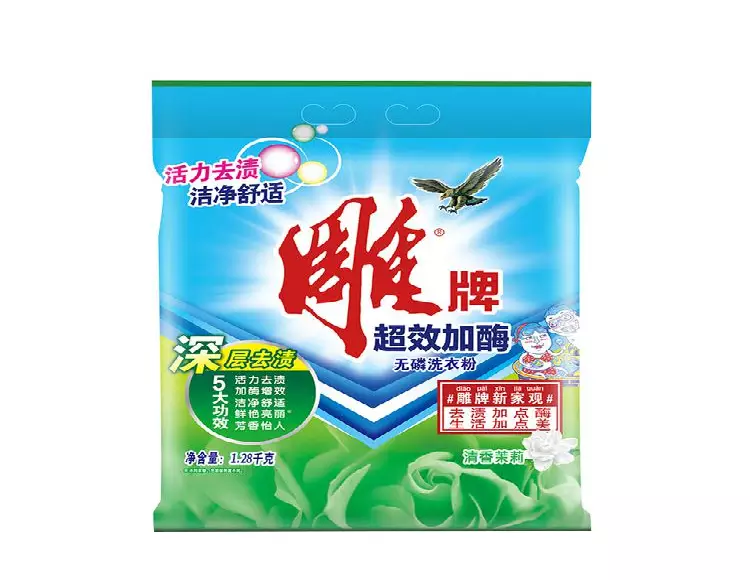 活力去渍
洁净舒适
雕®
牌
超效加酶
无磷洗衣粉
深层去渍
5大功效
活力去渍
加酶增效
洁净舒适
鲜艳亮丽*
芳香怡人
diāo pái xīn jiā guān
#雕牌新家观#
去渍加点酶
生活加点美
清香茉莉
净含量：1.28千克